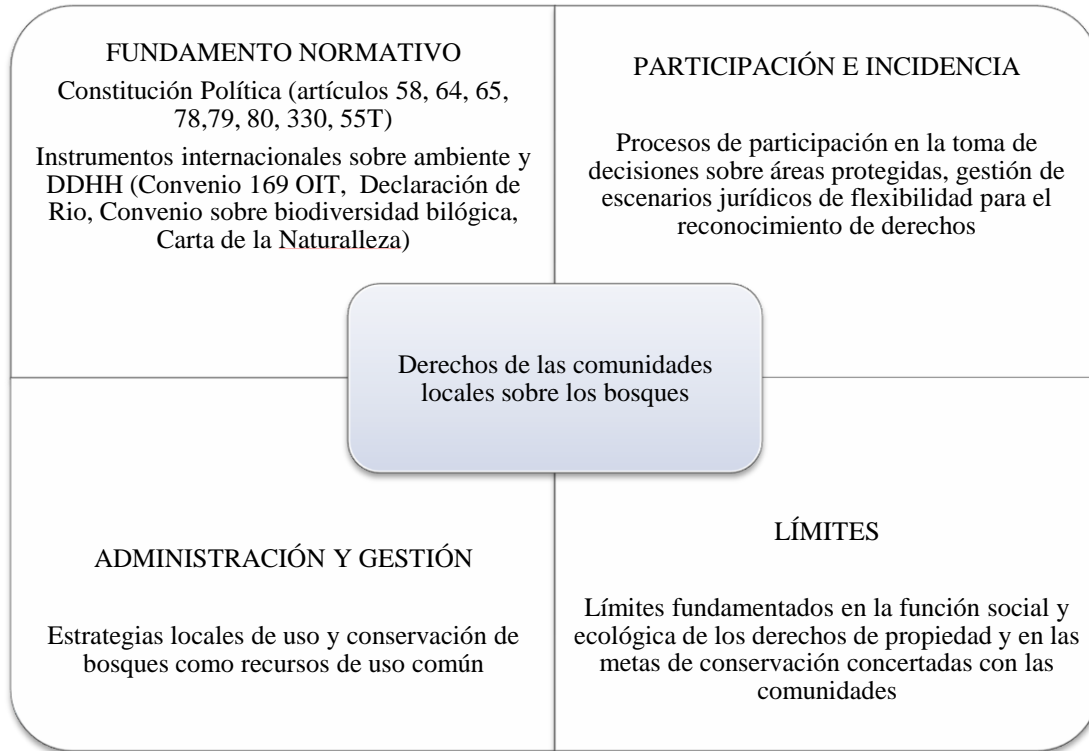 FUNDAMENTO NORMATIVO
Constitución Política (artículos 58, 64, 65,
78,79, 80, 330, 55T)
Instrumentos internacionales sobre ambiente y
DDHH (Convenio 169 OIT, Declaración de
Rio, Convenio sobre biodiversidad bilógica,
Carta de la Naturalleza)
PARTICIPACIÓN E INCIDENCIA
Procesos de participación en la toma de
decisiones sobre áreas protegidas, gestión de
escenarios jurídicos de flexibilidad para el
reconocimiento de derechos
Derechos de las comunidades
locales sobre los bosques
ADMINISTRACIÓN Y GESTIÓN
Estrategias locales de uso y conservación de
bosques como recursos de uso común
LÍMITES
Límites fundamentados en la función social y
ecológica de los derechos de propiedad y en las
metas de conservación concertadas con las
comunidades